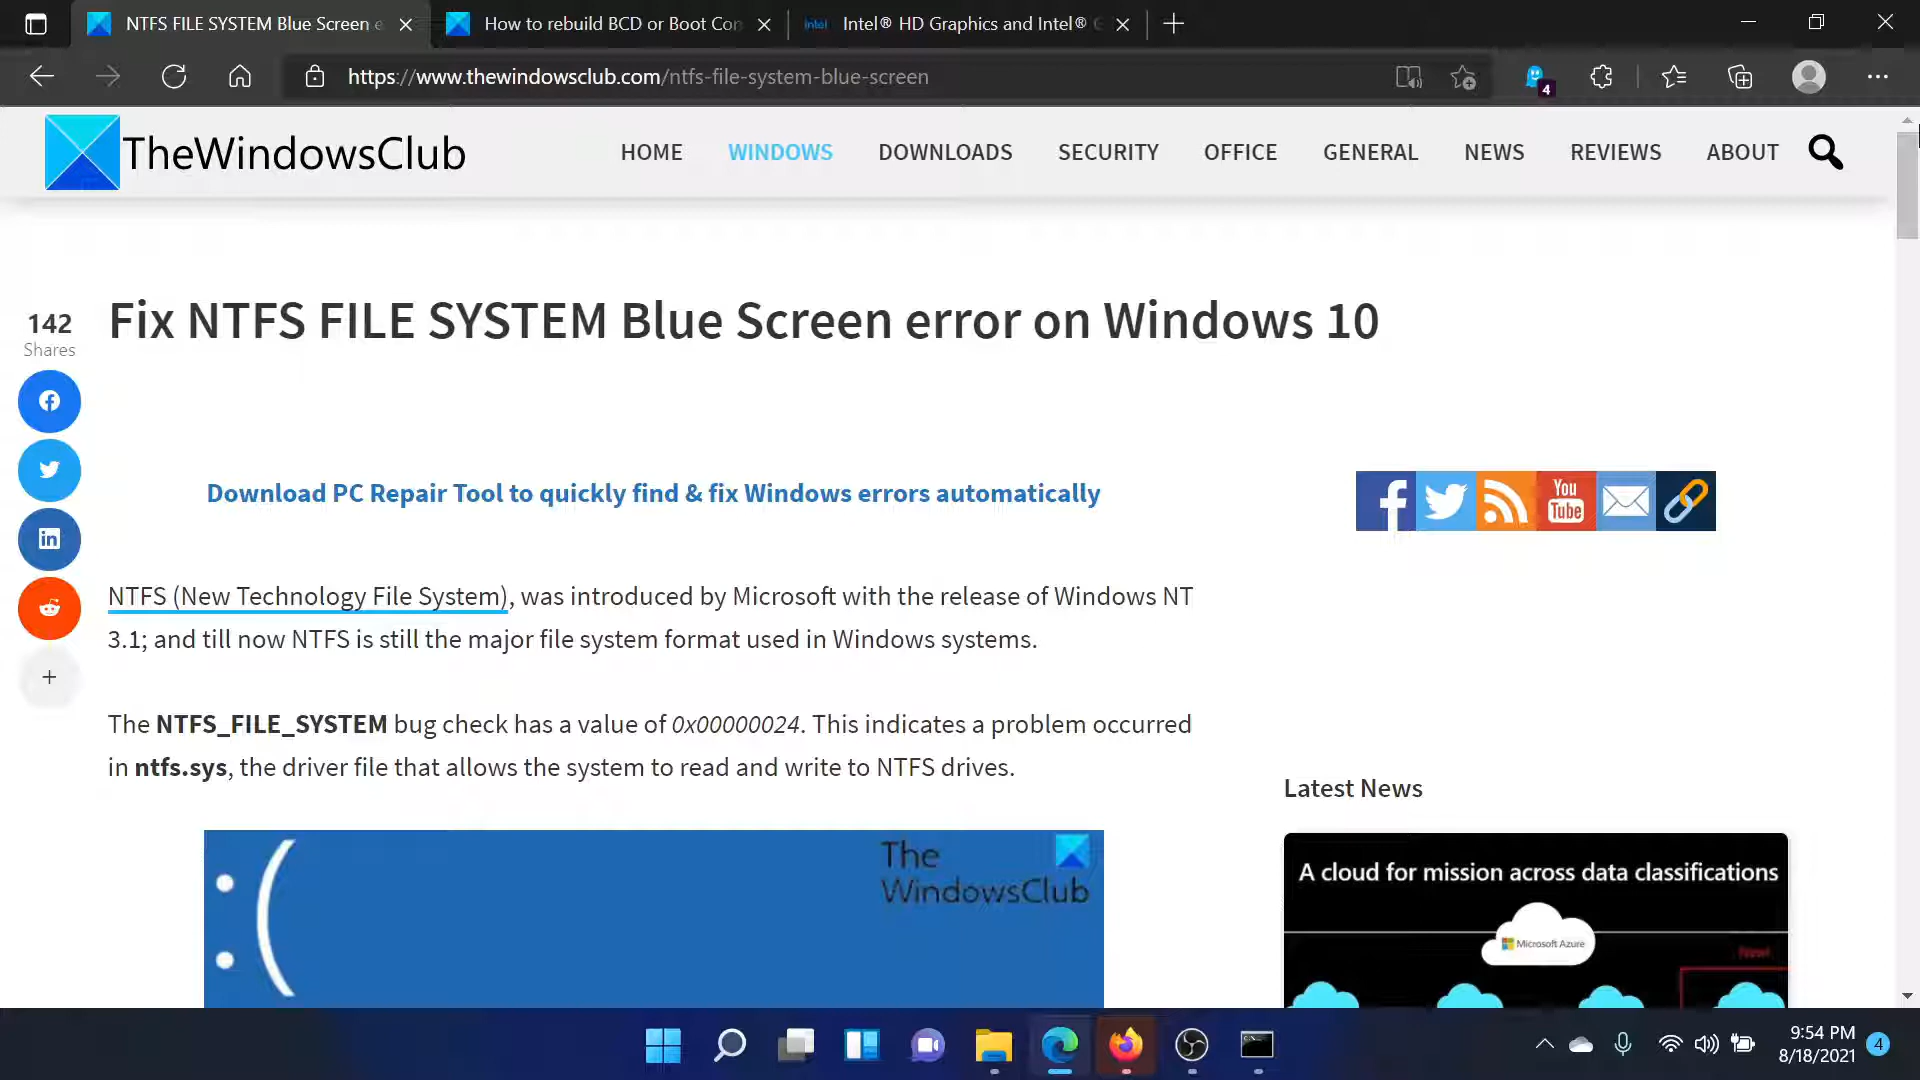 NTFS FILE SYSTEM Blue Screen e
How to rebuild BCD or Boot Con
intel
Intel® HD Graphics and Intel® G
https://www.thewindowsclub.com/ntfs-file-system-blue-screen
4
TheWindowsClub
HOME
WINDOWS
DOWNLOADS
SECURITY
OFFICE
GENERAL
NEWS
REVIEWS
ABOUT
Fix NTFS FILE SYSTEM Blue Screen error on Windows 10
142
Shares
Download PC Repair Tool to quickly find & fix Windows errors automatically
You
Tube
NTFS (New Technology File System), was introduced by Microsoft with the release of Windows NT
3.1; and till now NTFS is still the major file system format used in Windows systems.
The NTFS_FILE_SYSTEM bug check has a value of 0x00000024. This indicates a problem occurred
in ntfs.sys, the driver file that allows the system to read and write to NTFS drives.
The
WindowsClub
Latest News
A cloud for mission across data classifications
Microsoft Azure
New!
9:54 PM
8/18/2021
4